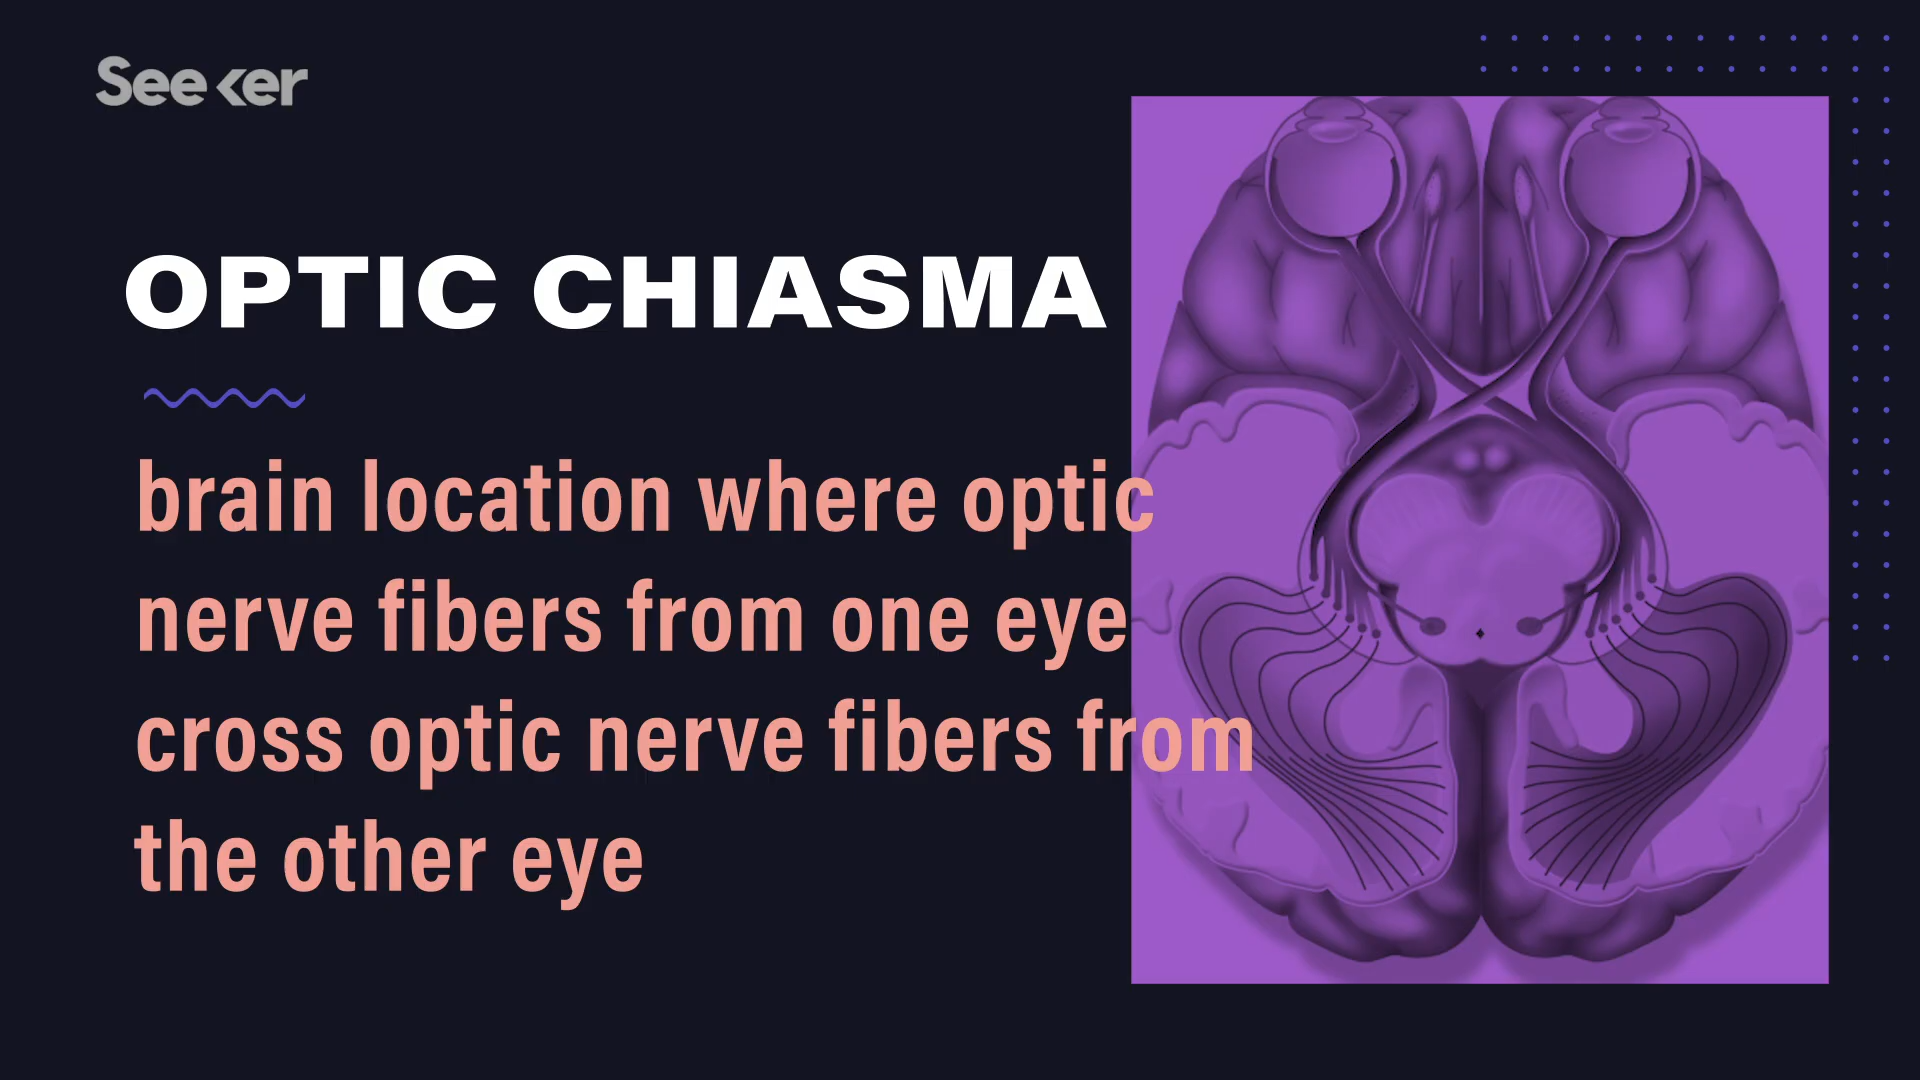 Seeker
OPTIC CHIASMA
brain location where optic
nerve fibers from one eye
cross optic nerve fibers from
the other eye